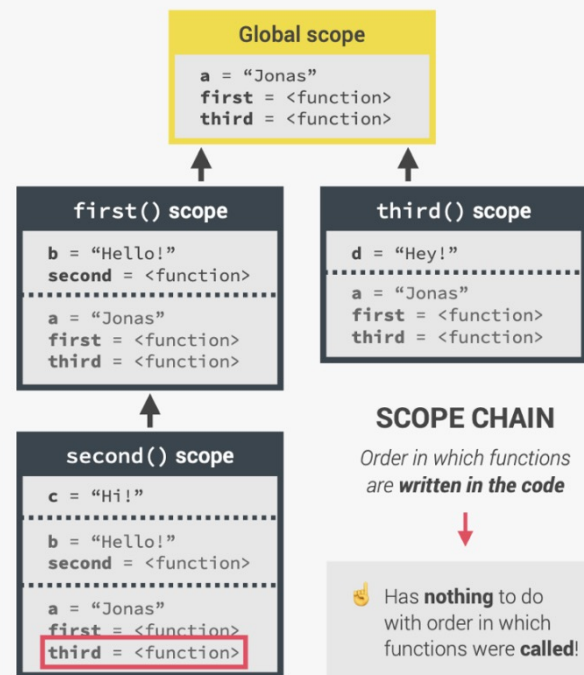 Global scope
a = “Jonas”
first = <function>
third = <function>
first() scope
b = “Hello!”
second = <function>
a = “Jonas”
first = <function>
third = <function>
third() scope
d = “Hey!”
a = “Jonas”
first = <function>
third = <function>
second() scope
c = “Hi!”
b = “Hello!”
second = <function>
a = “Jonas”
first = <function>
third = <function>
SCOPE CHAIN
Order in which functions
are written in the code
☝️ Has nothing to do
with order in which
functions were called!